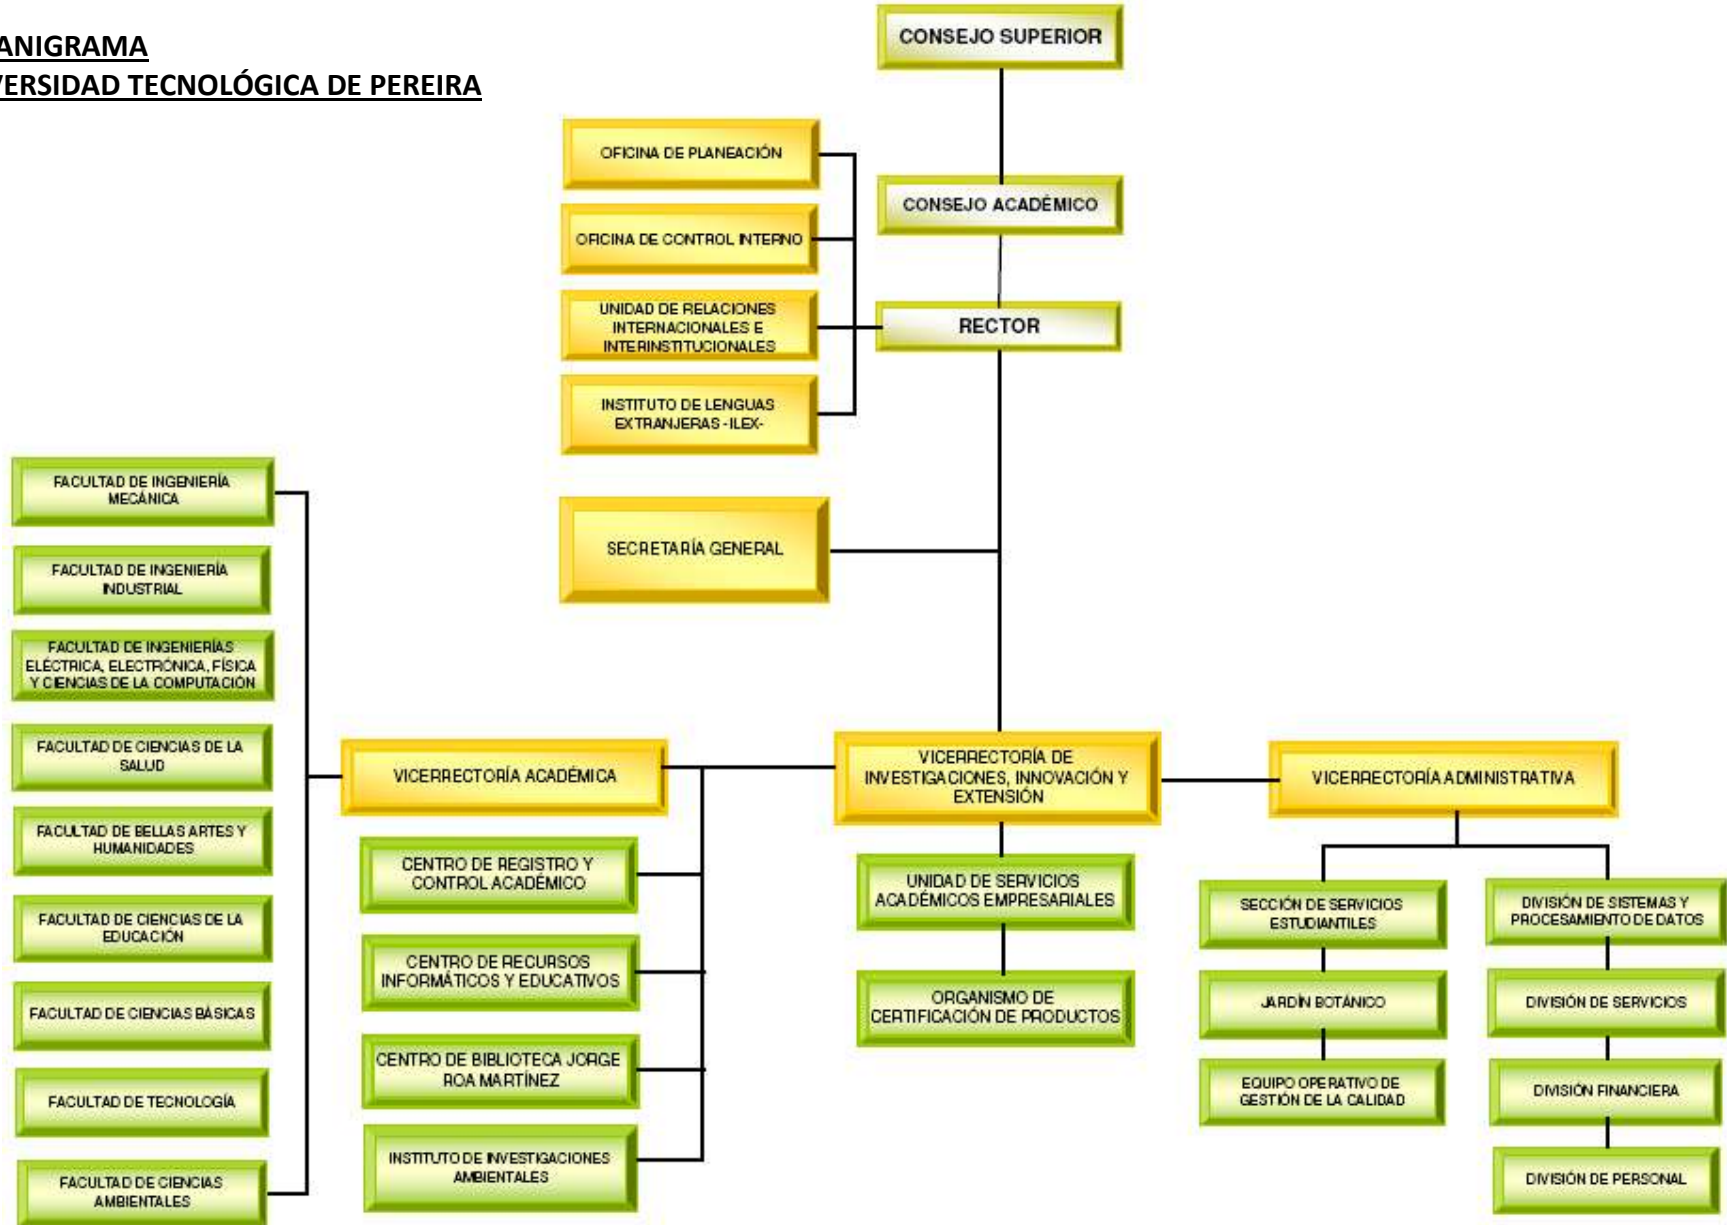 ANIGRAMA
VERSIDAD TECNOLÓGICA DE PEREIRA
CONSEJO SUPERIOR
OFICINA DE PLANEACIÓN
CONSEJO ACADÉMICO
OFICINA DE CONTROL INTERNO
UNIDAD DE RELACIONES
INTERNACIONALES E
INTERINSTITUCIONALES
RECTOR
INSTITUTO DE LENGUAS
EXTRANJERAS -ILEX-
SECRETARÍA GENERAL
FACULTAD DE INGENIERÍA
MECÁNICA
FACULTAD DE INGENIERÍA
INDUSTRIAL
FACULTAD DE INGENIERÍAS
ELÉCTRICA, ELECTRÓNICA, FÍSICA
Y CIENCIAS DE LA COMPUTACIÓN
FACULTAD DE CIENCIAS DE LA
SALUD
FACULTAD DE BELLAS ARTES Y
HUMANIDADES
FACULTAD DE CIENCIAS DE LA
EDUCACIÓN
FACULTAD DE CIENCIAS BÁSICAS
FACULTAD DE TECNOLOGÍA
FACULTAD DE CIENCIAS
AMBIENTALES
VICERRECTORÍA ACADÉMICA
CENTRO DE REGISTRO Y
CONTROL ACADÉMICO
CENTRO DE RECURSOS
INFORMÁTICOS Y EDUCATIVOS
CENTRO DE BIBLIOTECA JORGE
ROA MARTÍNEZ
INSTITUTO DE INVESTIGACIONES
AMBIENTALES
VICERRECTORÍA DE
INVESTIGACIONES, INNOVACIÓN Y
EXTENSIÓN
UNIDAD DE SERVICIOS
ACADÉMICOS EMPRESARIALES
ORGANISMO DE
CERTIFICACIÓN DE PRODUCTOS
VICERRECTORÍA ADMINISTRATIVA
SECCIÓN DE SERVICIOS
ESTUDIANTILES
JARDÍN BOTÁNICO
EQUIPO OPERATIVO DE
GESTIÓN DE LA CALIDAD
DIVISIÓN DE SISTEMAS Y
PROCESAMIENTO DE DATOS
DIVISIÓN DE SERVICIOS
DIVISIÓN FINANCIERA
DIVISIÓN DE PERSONAL